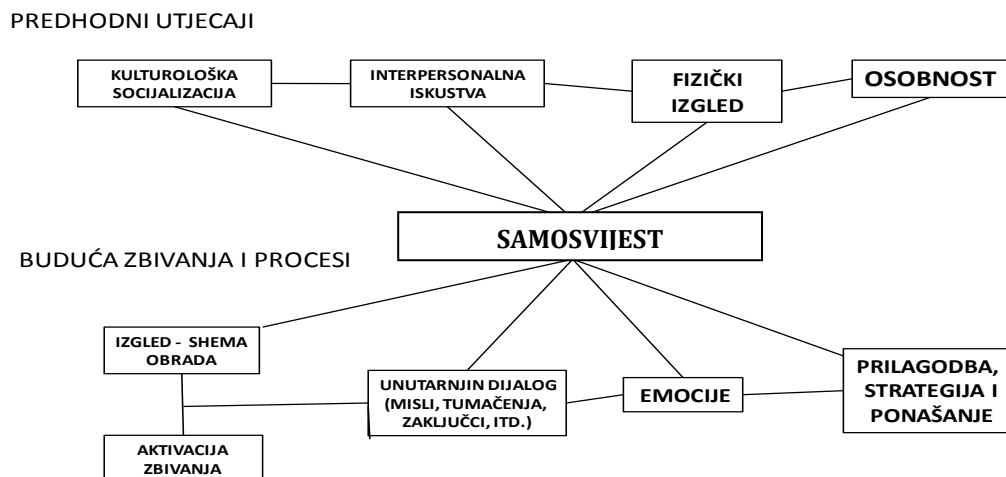 PREDHODNI UTJECAJI
KULTUROLOŠKA
SOCIJALIZACIJA
INTERPERSONALNA
ISKUSTVA
FIZIČKI
IZGLED
OSOBNOST
SAMOSVIJEST
BUDUĆA ZBIVANJA I PROCESI
IZGLED - SHEMA
OBRADA
UNUTARNJIN DIJALOG
(MISLI, TUMAČENJA,
ZAKLJUČCI, ITD.)
EMOCIJE
PRILAGODBA,
STRATEGIJA I
PONAŠANJE
AKTIVACIJA
ZBIVANJA